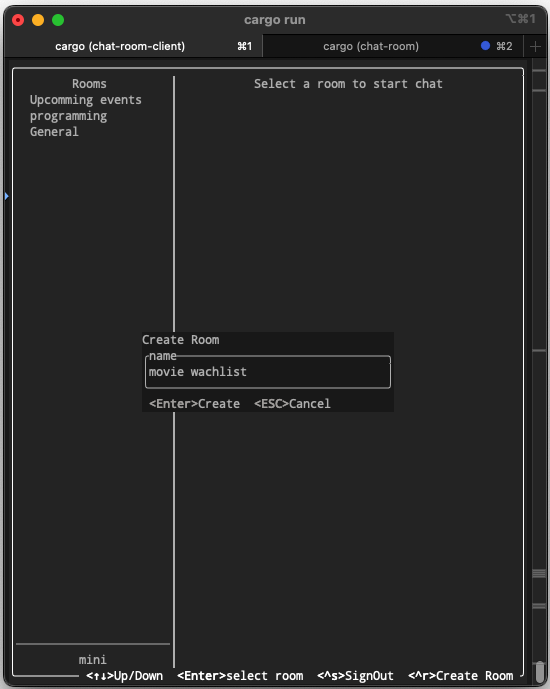 cargo run
⌥⌘1
cargo (chat-room-client) ⌘1
cargo (chat-room) ⌘2
Rooms
Upcomming events
programming
General
Select a room to start chat
Create Room
name
movie wachlist
<Enter>Create <ESC>Cancel
mini
<↑↓>Up/Down <Enter>select room <^s>SignOut <^r>Create Room